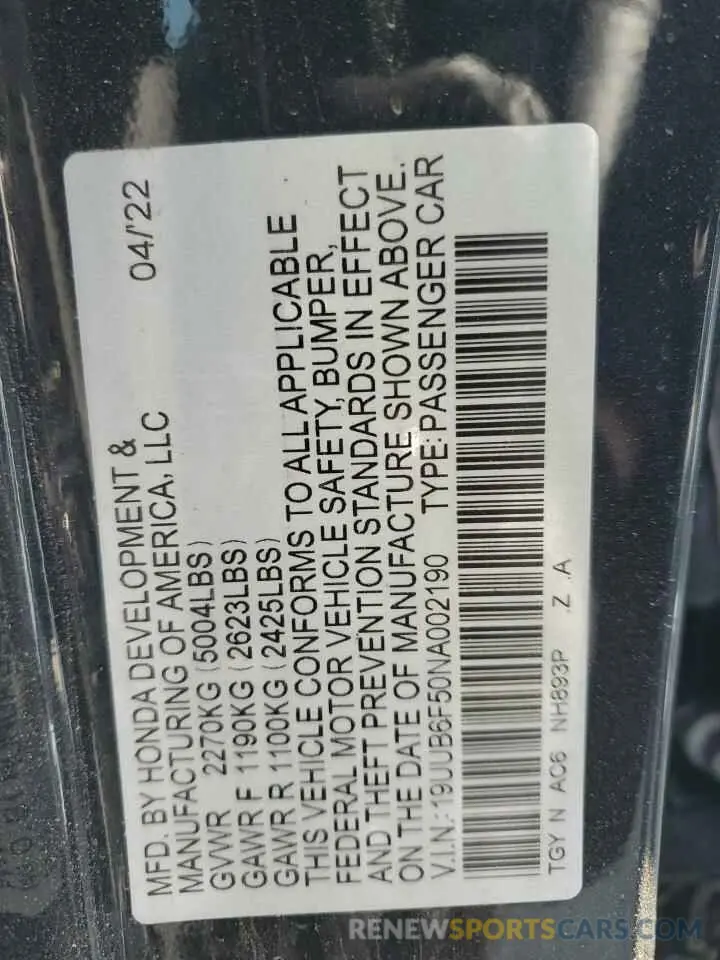 MFD. BY HONDA DEVELOPMENT &
MANUFACTURING OF AMERICA, LLC 04/'22
GVWR 2270KG (5004LBS)
GAWR F 1190KG (2623LBS)
GAWR R 1100KG (2425LBS)
THIS VEHICLE CONFORMS TO ALL APPLICABLE
FEDERAL MOTOR VEHICLE SAFETY, BUMPER,
AND THEFT PREVENTION STANDARDS IN EFFECT
ON THE DATE OF MANUFACTURE SHOWN ABOVE.
V.I.N.: 19UUB6F50NA002190 TYPE: PASSENGER CAR
TGY N AC6 NH893P .Z .A
RENEWSPORTSCARS.COM